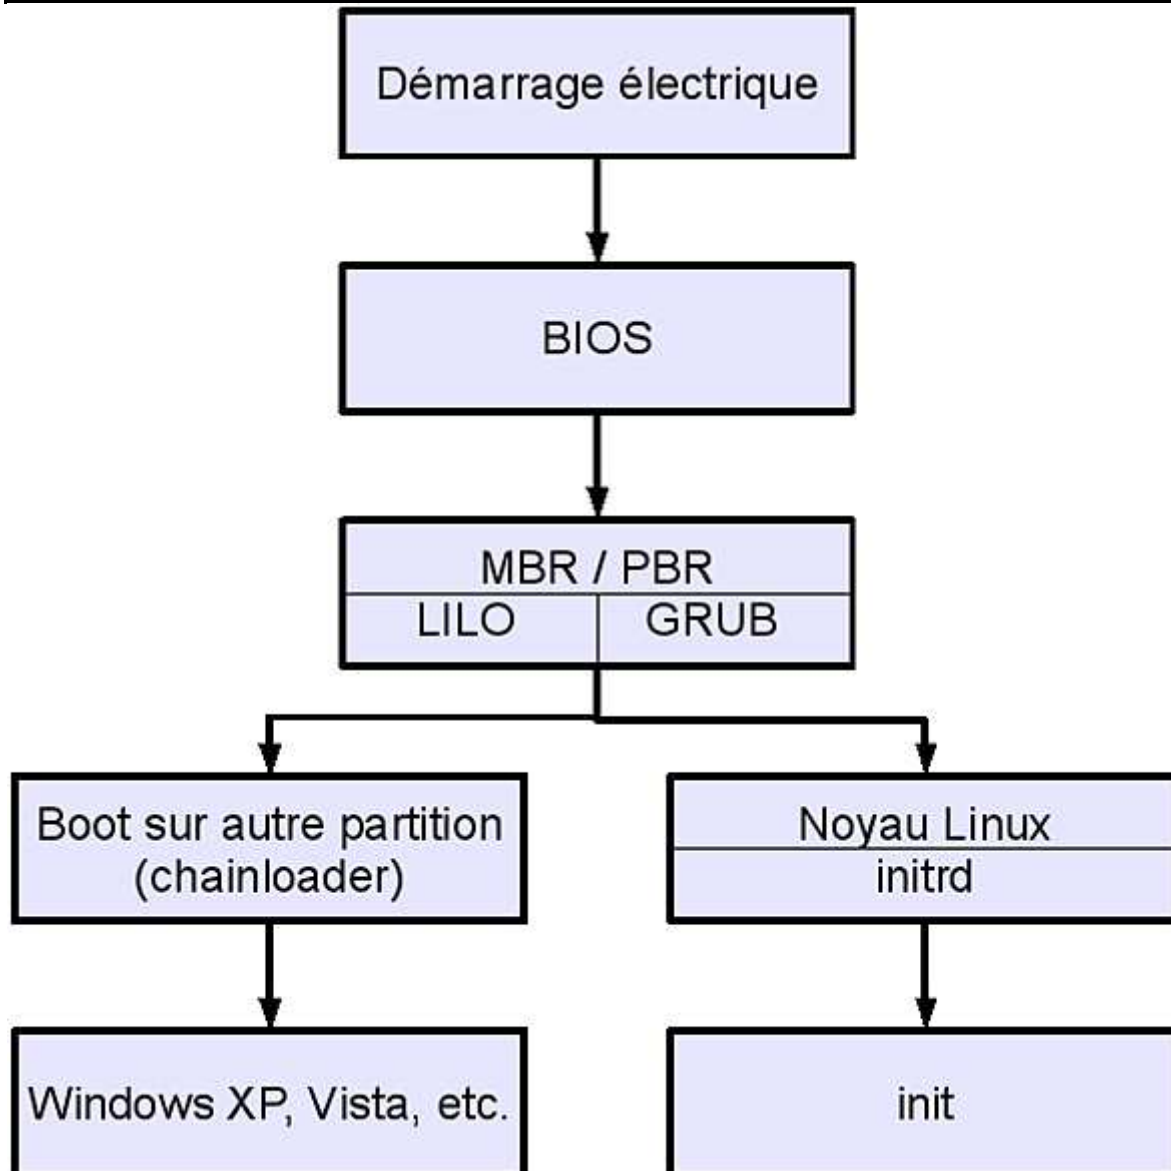 Démarrage électrique
BIOS
MBR / PBR
LILO
GRUB
Boot sur autre partition
(chainloader)
Noyau Linux
initrd
Windows XP, Vista, etc.
init